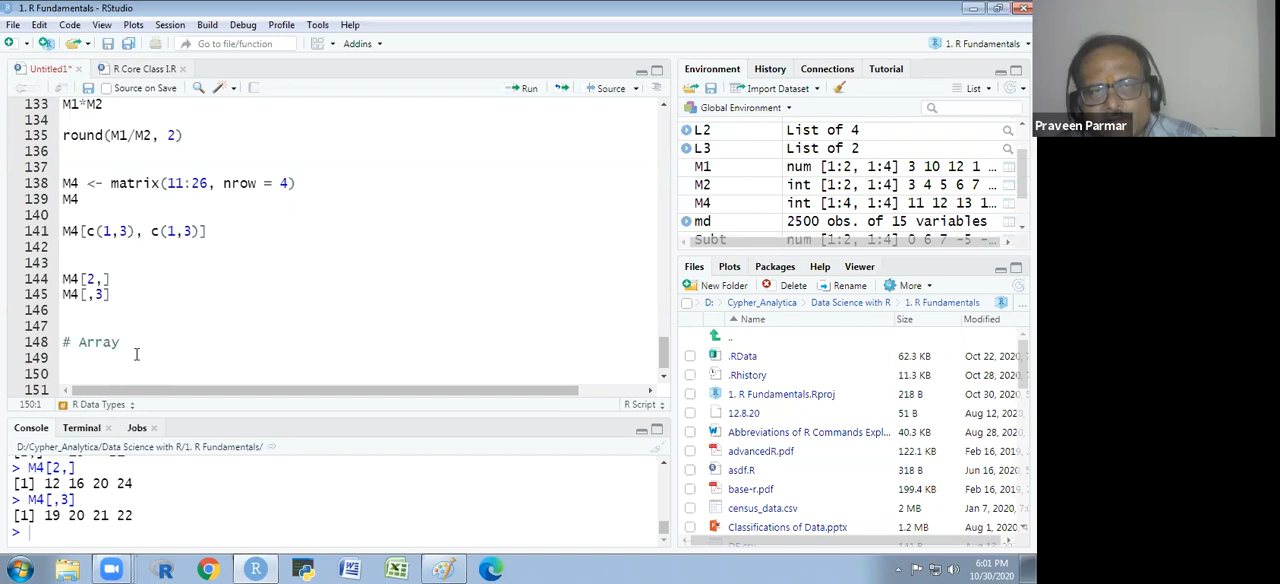 1. R Fundamentals - RStudio
File Edit Code View Plots Session Build Debug Profile Tools Help
Go to file/function Addins 1. R Fundamentals
Untitled1* R Core Class I.R
Source on Save Run Source
133 M1*M2
134
135 round(M1/M2, 2)
136
137
138 M4 <- matrix(11:26, nrow = 4)
139 M4
140
141 M4[c(1,3), c(1,3)]
142
143
144 M4[2,]
145 M4[,3]
146
147
148 # Array
149
150
151
150:1 R Data Types R Script
Console Terminal Jobs
D:/Cypher_Analytica/Data Science with R/1. R Fundamentals/
> M4[2,]
[1] 12 16 20 24
> M4[,3]
[1] 19 20 21 22
>
Environment History Connections Tutorial
Import Dataset List
Global Environment
L2 List of 4
L3 List of 2
M1 num [1:2, 1:4] 3 10 12 1 ...
M2 int [1:2, 1:4] 3 4 5 6 7 ...
M4 int [1:4, 1:4] 11 12 13 1...
md 2500 obs. of 15 variables
Subt num [1:2, 1:4] 0 6 7 -5 -...
Files Plots Packages Help Viewer
New Folder Delete Rename More
D: Cypher_Analytica Data Science with R 1. R Fundamentals ...
Name Size Modified
..
.RData 62.3 KB Oct 22, 2020,
.Rhistory 11.3 KB Oct 28, 2020,
1. R Fundamentals.Rproj 218 B Oct 30, 2020,
12.8.20 51 B Aug 12, 2020,
Abbreviations of R Commands Expl... 40.3 KB Aug 28, 2020,
advancedR.pdf 122.1 KB Feb 16, 2019,
asdf.R 318 B Jun 16, 2020,
base-r.pdf 199.4 KB Feb 16, 2019,
census_data.csv 2 MB Jan 7, 2020,
Classifications of Data.pptx 1.2 MB Aug 1, 2020,
Praveen Parmar
6:01 PM
10/30/2020